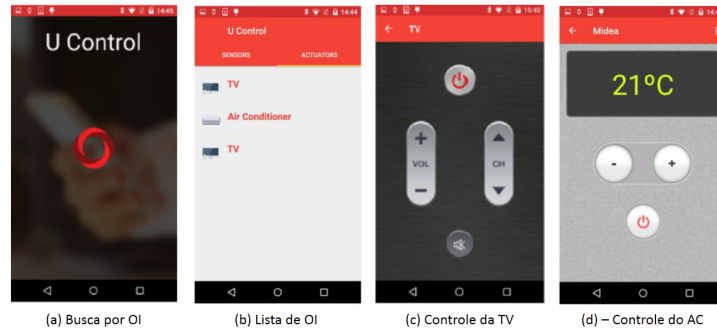 14:45
U Control
(a) Busca por OI
14:44
U Control
SENSORS
ACTUATORS
TV
Air Conditioner
TV
(b) Lista de OI
15:40
TV
+
VOL
−
CH
(c) Controle da TV
Midea
21ºC
-
+
(d) – Controle do AC